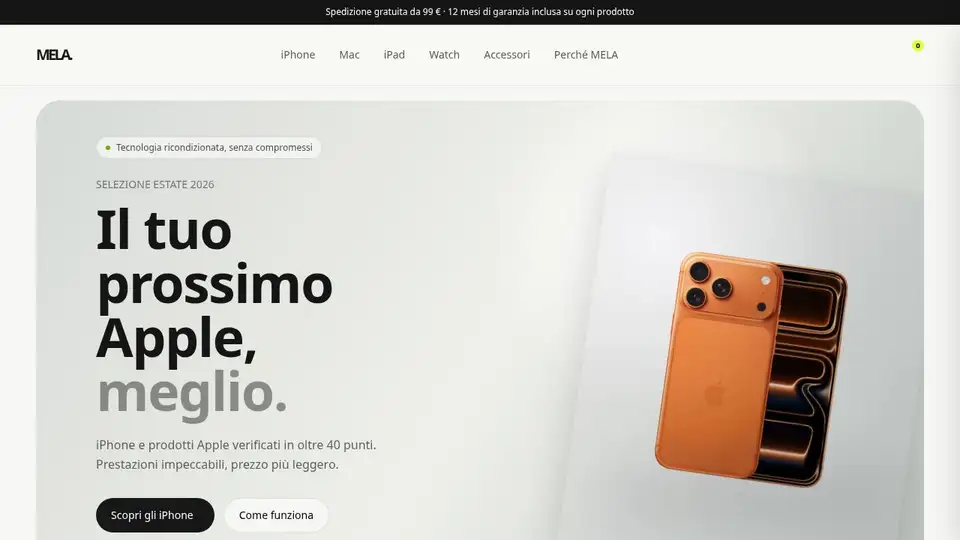 Spedizione gratuita da 99 € · 12 mesi di garanzia inclusa su ogni prodotto
MELA.
iPhone
Mac
iPad
Watch
Accessori
Perché MELA
0
Tecnologia ricondizionata, senza compromessi
SELEZIONE ESTATE 2026
Il tuo
prossimo
Apple,
meglio.
iPhone e prodotti Apple verificati in oltre 40 punti.
Prestazioni impeccabili, prezzo più leggero.
Scopri gli iPhone
Come funziona